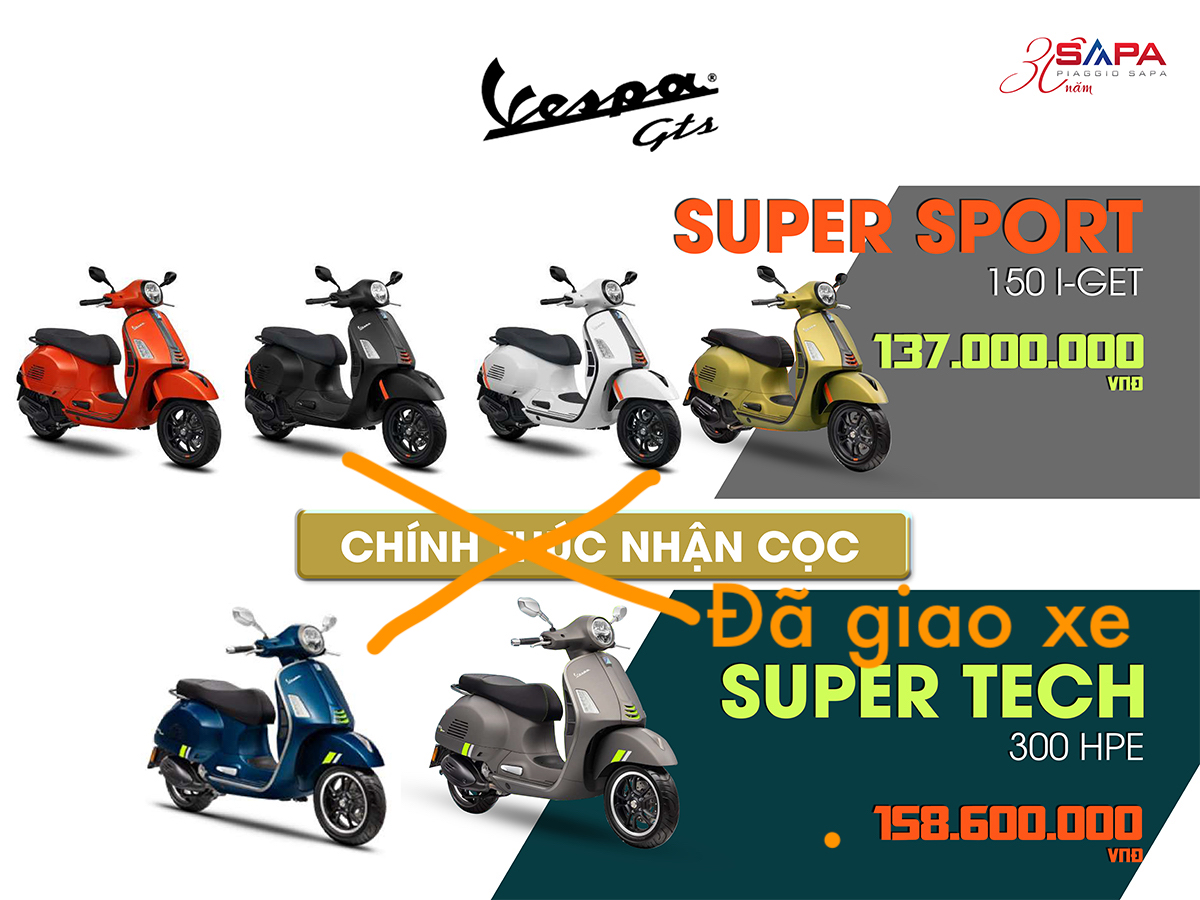 Vespa®
Gts
30 năm
SAPA
PIAGGIO SAPA
SUPER SPORT
150 I-GET
137.000.000
VNĐ
CHÍNH THỨC NHẬN CỌC
Đã giao xe
SUPER TECH
300 HPE
158.600.000
VNĐ